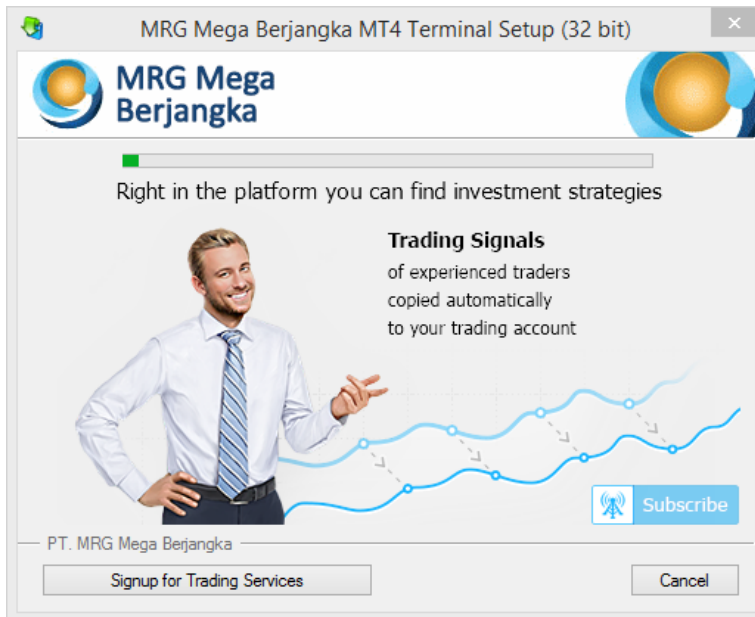 MRG Mega Berjangka MT4 Terminal Setup (32 bit)
MRG Mega
Berjangka
Right in the platform you can find investment strategies
Trading Signals
of experienced traders
copied automatically
to your trading account
Subscribe
PT. MRG Mega Berjangka
Signup for Trading Services
Cancel